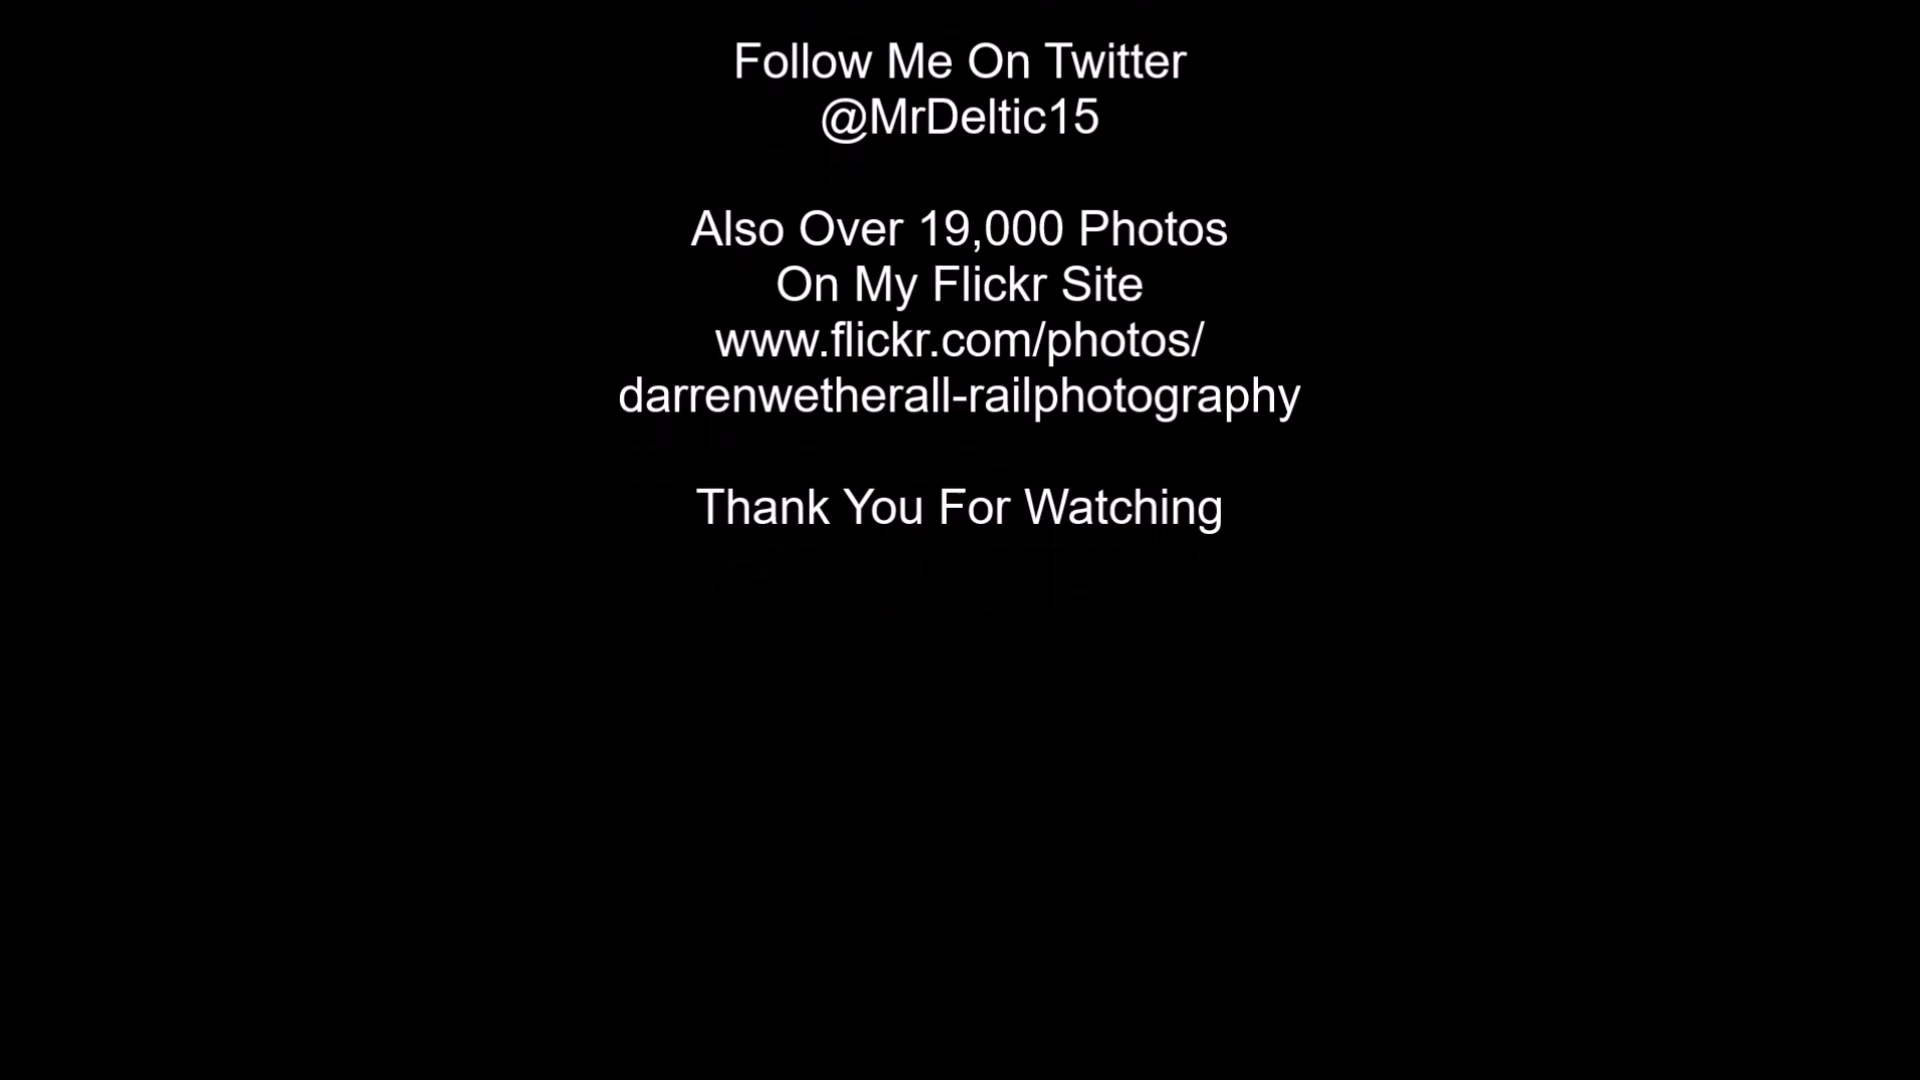 Follow Me On Twitter
@MrDeltic15
Also Over 19,000 Photos
On My Flickr Site
www.flickr.com/photos/
darrenwetherall-railphotography
Thank You For Watching